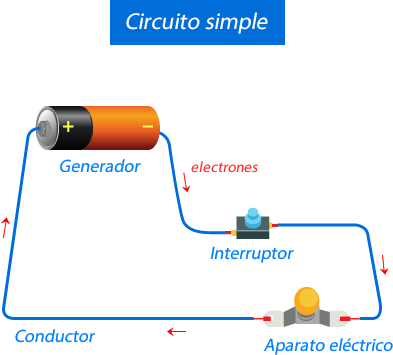 Circuito simple
+ −
Generador
electrones
Interruptor
Conductor
Aparato eléctrico